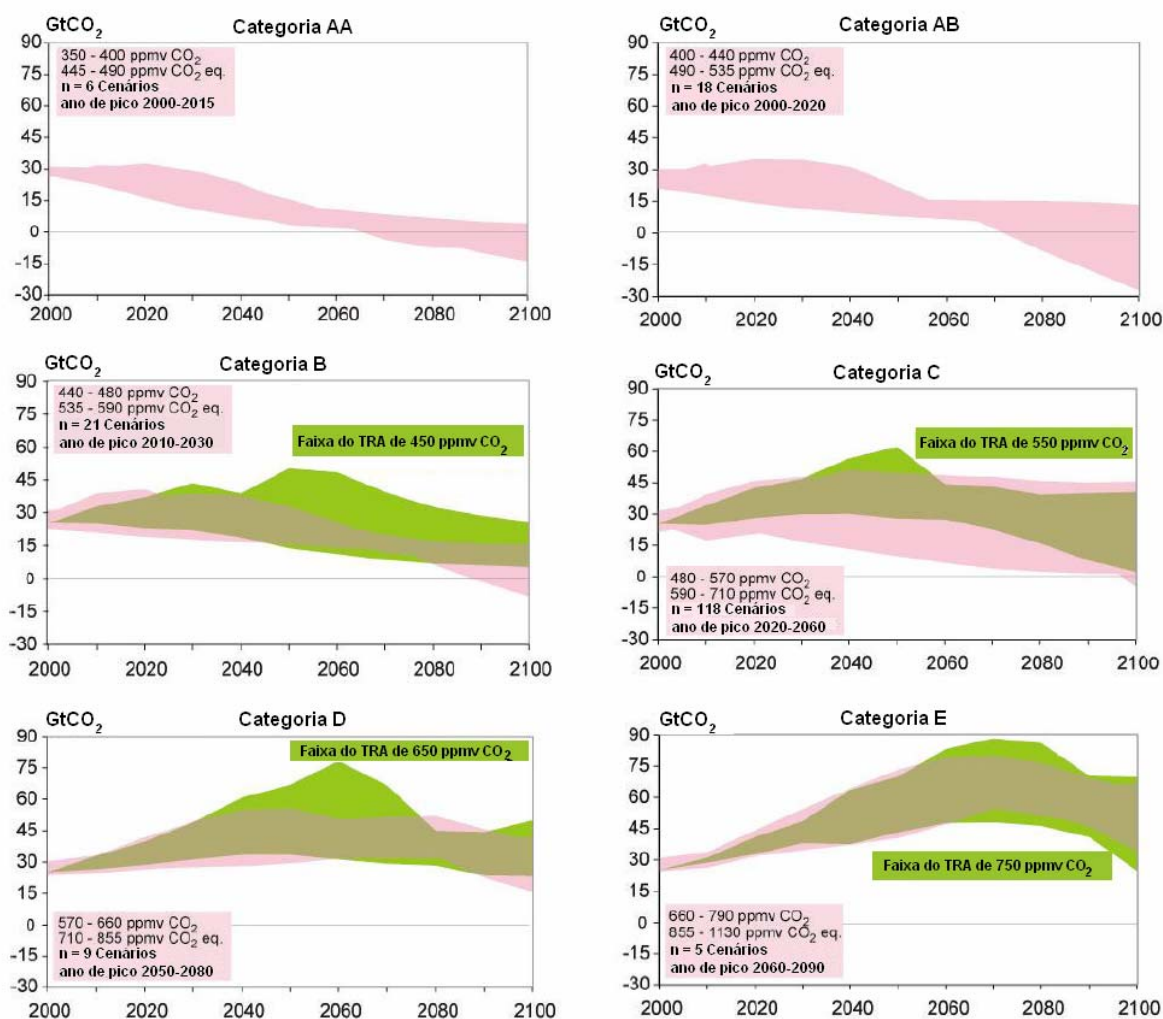 GtCO2
Categoria AA
90
75
60
45
30
15
0
-15
-30
350 - 400 ppmv CO2
445 - 490 ppmv CO2 eq.
n = 6 Cenários
ano de pico 2000-2015
2000 2020 2040 2060 2080 2100
GtCO2
Categoria AB
90
75
60
45
30
15
0
-15
-30
400 - 440 ppmv CO2
490 - 535 ppmv CO2 eq.
n = 18 Cenários
ano de pico 2000-2020
2000 2020 2040 2060 2080 2100
GtCO2
Categoria B
90
75
60
45
30
15
0
-15
-30
440 - 480 ppmv CO2
535 - 590 ppmv CO2 eq.
n = 21 Cenários
ano de pico 2010-2030
Faixa do TRA de 450 ppmv CO2
2000 2020 2040 2060 2080 2100
GtCO2
Categoria C
90
75
60
45
30
15
0
-15
-30
Faixa do TRA de 550 ppmv CO2
480 - 570 ppmv CO2
590 - 710 ppmv CO2 eq.
n = 118 Cenários
ano de pico 2020-2060
2000 2020 2040 2060 2080 2100
GtCO2
Categoria D
90
75
60
45
30
15
0
-15
-30
Faixa do TRA de 650 ppmv CO2
570 - 660 ppmv CO2
710 - 855 ppmv CO2 eq.
n = 9 Cenários
ano de pico 2050-2080
2000 2020 2040 2060 2080 2100
GtCO2
Categoria E
90
75
60
45
30
15
0
-15
-30
Faixa do TRA de 750 ppmv CO2
660 - 790 ppmv CO2
855 - 1130 ppmv CO2 eq.
n = 5 Cenários
ano de pico 2060-2090
2000 2020 2040 2060 2080 2100